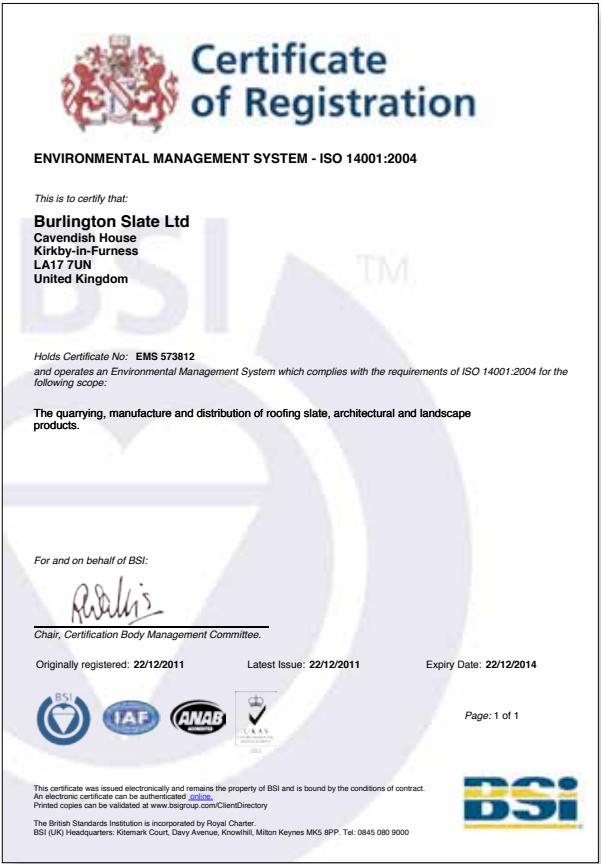 Certificate
of Registration
ENVIRONMENTAL MANAGEMENT SYSTEM - ISO 14001:2004
This is to certify that:
Burlington Slate Ltd
Cavendish House
Kirkby-in-Furness
LA17 7UN
United Kingdom
BSI
TM
Holds Certificate No: EMS 573812
and operates an Environmental Management System which complies with the requirements of ISO 14001:2004 for the
following scope:
The quarrying, manufacture and distribution of roofing slate, architectural and landscape
products.
For and on behalf of BSI:
Chair, Certification Body Management Committee.
Originally registered: 22/12/2011 Latest Issue: 22/12/2011 Expiry Date: 22/12/2014
BSI
IAF
ANAB
ACCREDITED
UKAS
Page: 1 of 1
This certificate was issued electronically and remains the property of BSI and is bound by the conditions of contract.
An electronic certificate can be authenticated online.
Printed copies can be validated at www.bsigroup.com/ClientDirectory
The British Standards Institution is incorporated by Royal Charter.
BSI (UK) Headquarters: Kitemark Court, Davy Avenue, Knowlhill, Milton Keynes MK5 8PP. Tel: 0845 080 9000
BSi